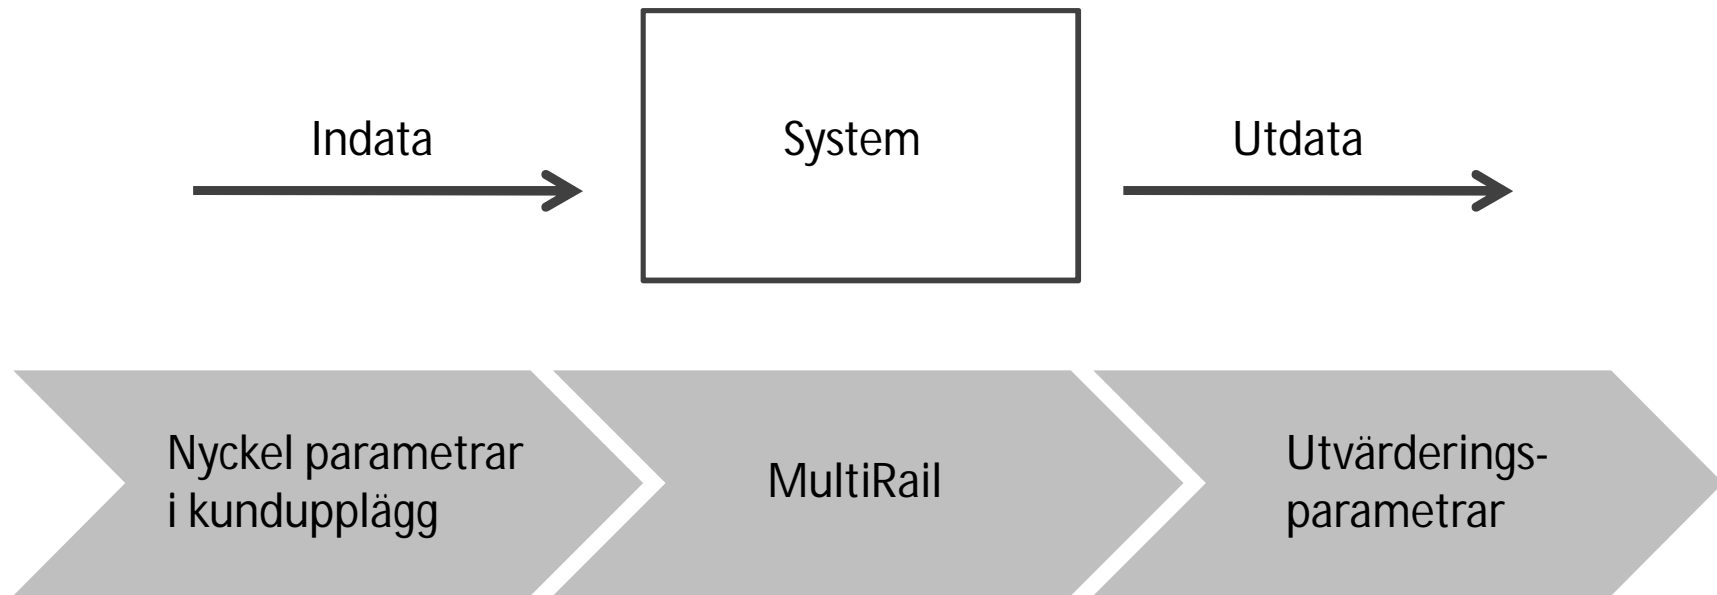 Indata
System
Utdata
Nyckel parametrar
i kundupplägg
MultiRail
Utvärderings-
parametrar